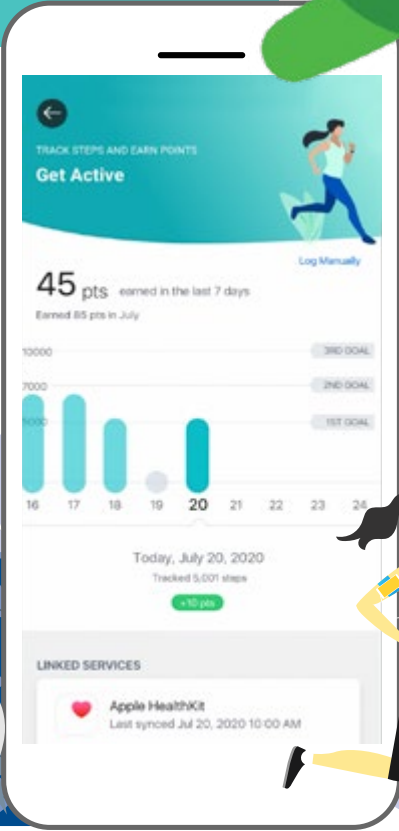 TRACK STEPS AND EARN POINTS
Get Active
Log Manually
45 pts earned in the last 7 days
Earned 85 pts in July
10000 3RD GOAL
7000 2ND GOAL
5000 1ST GOAL
16 17 18 19 20 21 22 23 24
Today, July 20, 2020
Tracked 5,001 steps
+10 pts
LINKED SERVICES
Apple HealthKit
Last synced Jul 20, 2020 10:00 AM